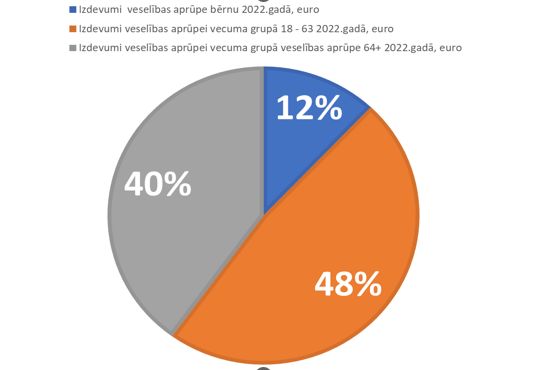 Izdevumi veselības aprūpe bērnu 2022.gadā, euro
Izdevumi veselības aprūpei vecuma grupā 18 - 63 2022.gadā, euro
Izdevumi veselības aprūpei vecuma grupā veselības aprūpe 64+ 2022.gadā, euro
12%
40%
48%